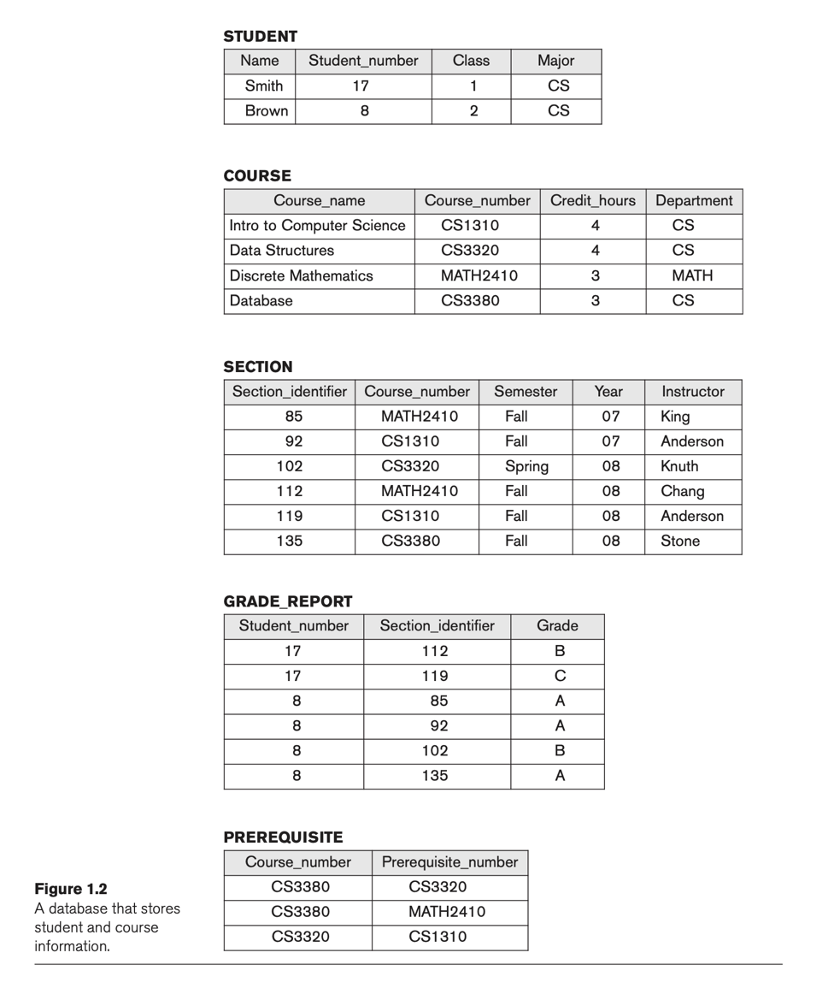 STUDENT
Name Student_number Class Major
Smith 17 1 CS
Brown 8 2 CS
COURSE
Course_name Course_number Credit_hours Department
Intro to Computer Science CS1310 4 CS
Data Structures CS3320 4 CS
Discrete Mathematics MATH2410 3 MATH
Database CS3380 3 CS
SECTION
Section_identifier Course_number Semester Year Instructor
85 MATH2410 Fall 07 King
92 CS1310 Fall 07 Anderson
102 CS3320 Spring 08 Knuth
112 MATH2410 Fall 08 Chang
119 CS1310 Fall 08 Anderson
135 CS3380 Fall 08 Stone
GRADE_REPORT
Student_number Section_identifier Grade
17 112 B
17 119 C
8 85 A
8 92 A
8 102 B
8 135 A
PREREQUISITE
Course_number Prerequisite_number
CS3380 CS3320
CS3380 MATH2410
CS3320 CS1310
Figure 1.2
A database that stores
student and course
information.